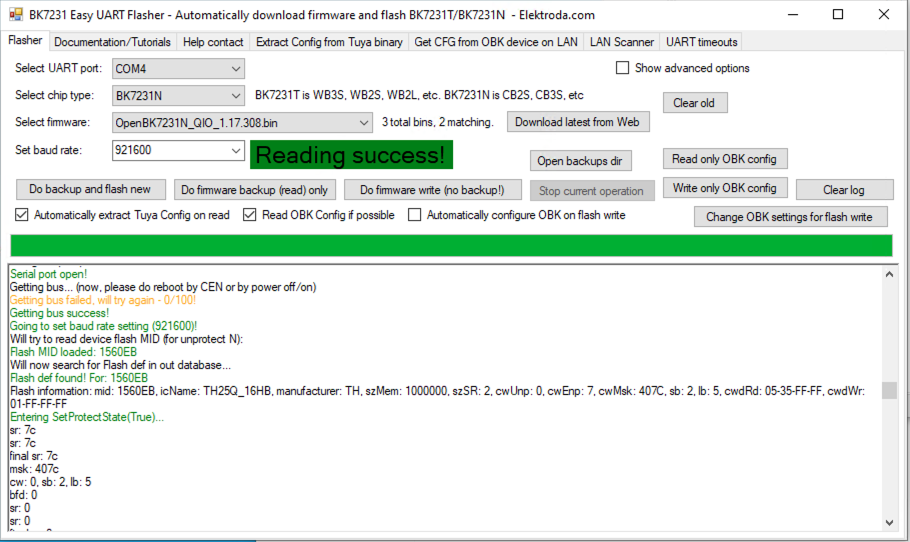 BK7231 Easy UART Flasher - Automatically download firmware and flash BK7231T/BK7231N - Elektroda.com
Flasher Documentation/Tutorials Help contact Extract Config from Tuya binary Get CFG from OBK device on LAN LAN Scanner UART timeouts
Select UART port: COM4 Show advanced options
Select chip type: BK7231N BK7231T is WB3S, WB2S, WB2L, etc. BK7231N is CB2S, CB3S, etc Clear old
Select firmware: OpenBK7231N_QIO_1.17.308.bin 3 total bins, 2 matching. Download latest from Web
Set baud rate: 921600 Reading success! Open backups dir Read only OBK config
Do backup and flash new Do firmware backup (read) only Do firmware write (no backup!) Stop current operation Write only OBK config Clear log
Automatically extract Tuya Config on read Read OBK Config if possible Automatically configure OBK on flash write Change OBK settings for flash write
Serial port open!
Getting bus... (now, please do reboot by CEN or by power off/on)
Getting bus failed, will try again - 0/100!
Getting bus success!
Going to set baud rate setting (921600)!
Will try to read device flash MID (for unprotect N):
Flash MID loaded: 1560EB
Will now search for Flash def in out database...
Flash def found! For: 1560EB
Flash information: mid: 1560EB, icName: TH25Q_16HB, manufacturer: TH, szMem: 1000000, szSR: 2, cwUnp: 0, cwEnp: 7, cwMsk: 407C, sb: 2, lb: 5, cwdRd: 05-35-FF-FF, cwdWr:
01-FF-FF-FF
Entering SetProtectState(True)...
sr: 7c
sr: 7c
final sr: 7c
msk: 407c
cw: 0, sb: 2, lb: 5
bfd: 0
sr: 0
sr: 0